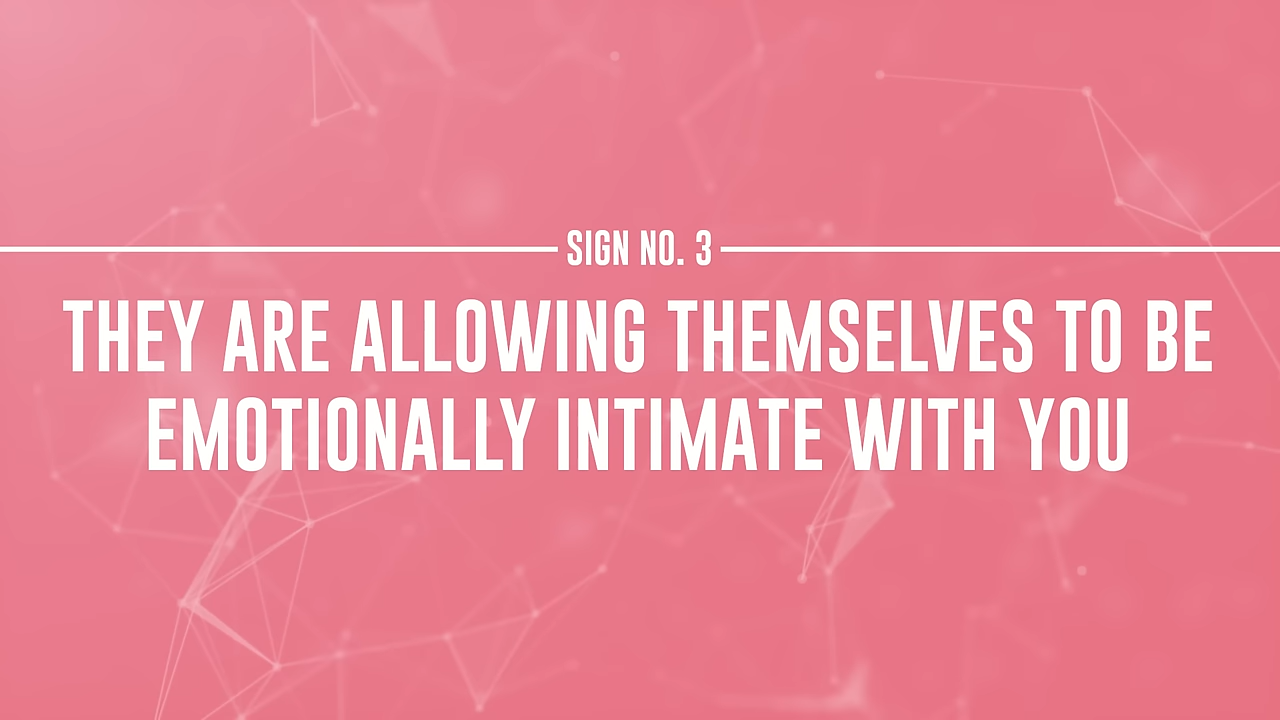 SIGN NO. 3
THEY ARE ALLOWING THEMSELVES TO BE
EMOTIONALLY INTIMATE WITH YOU